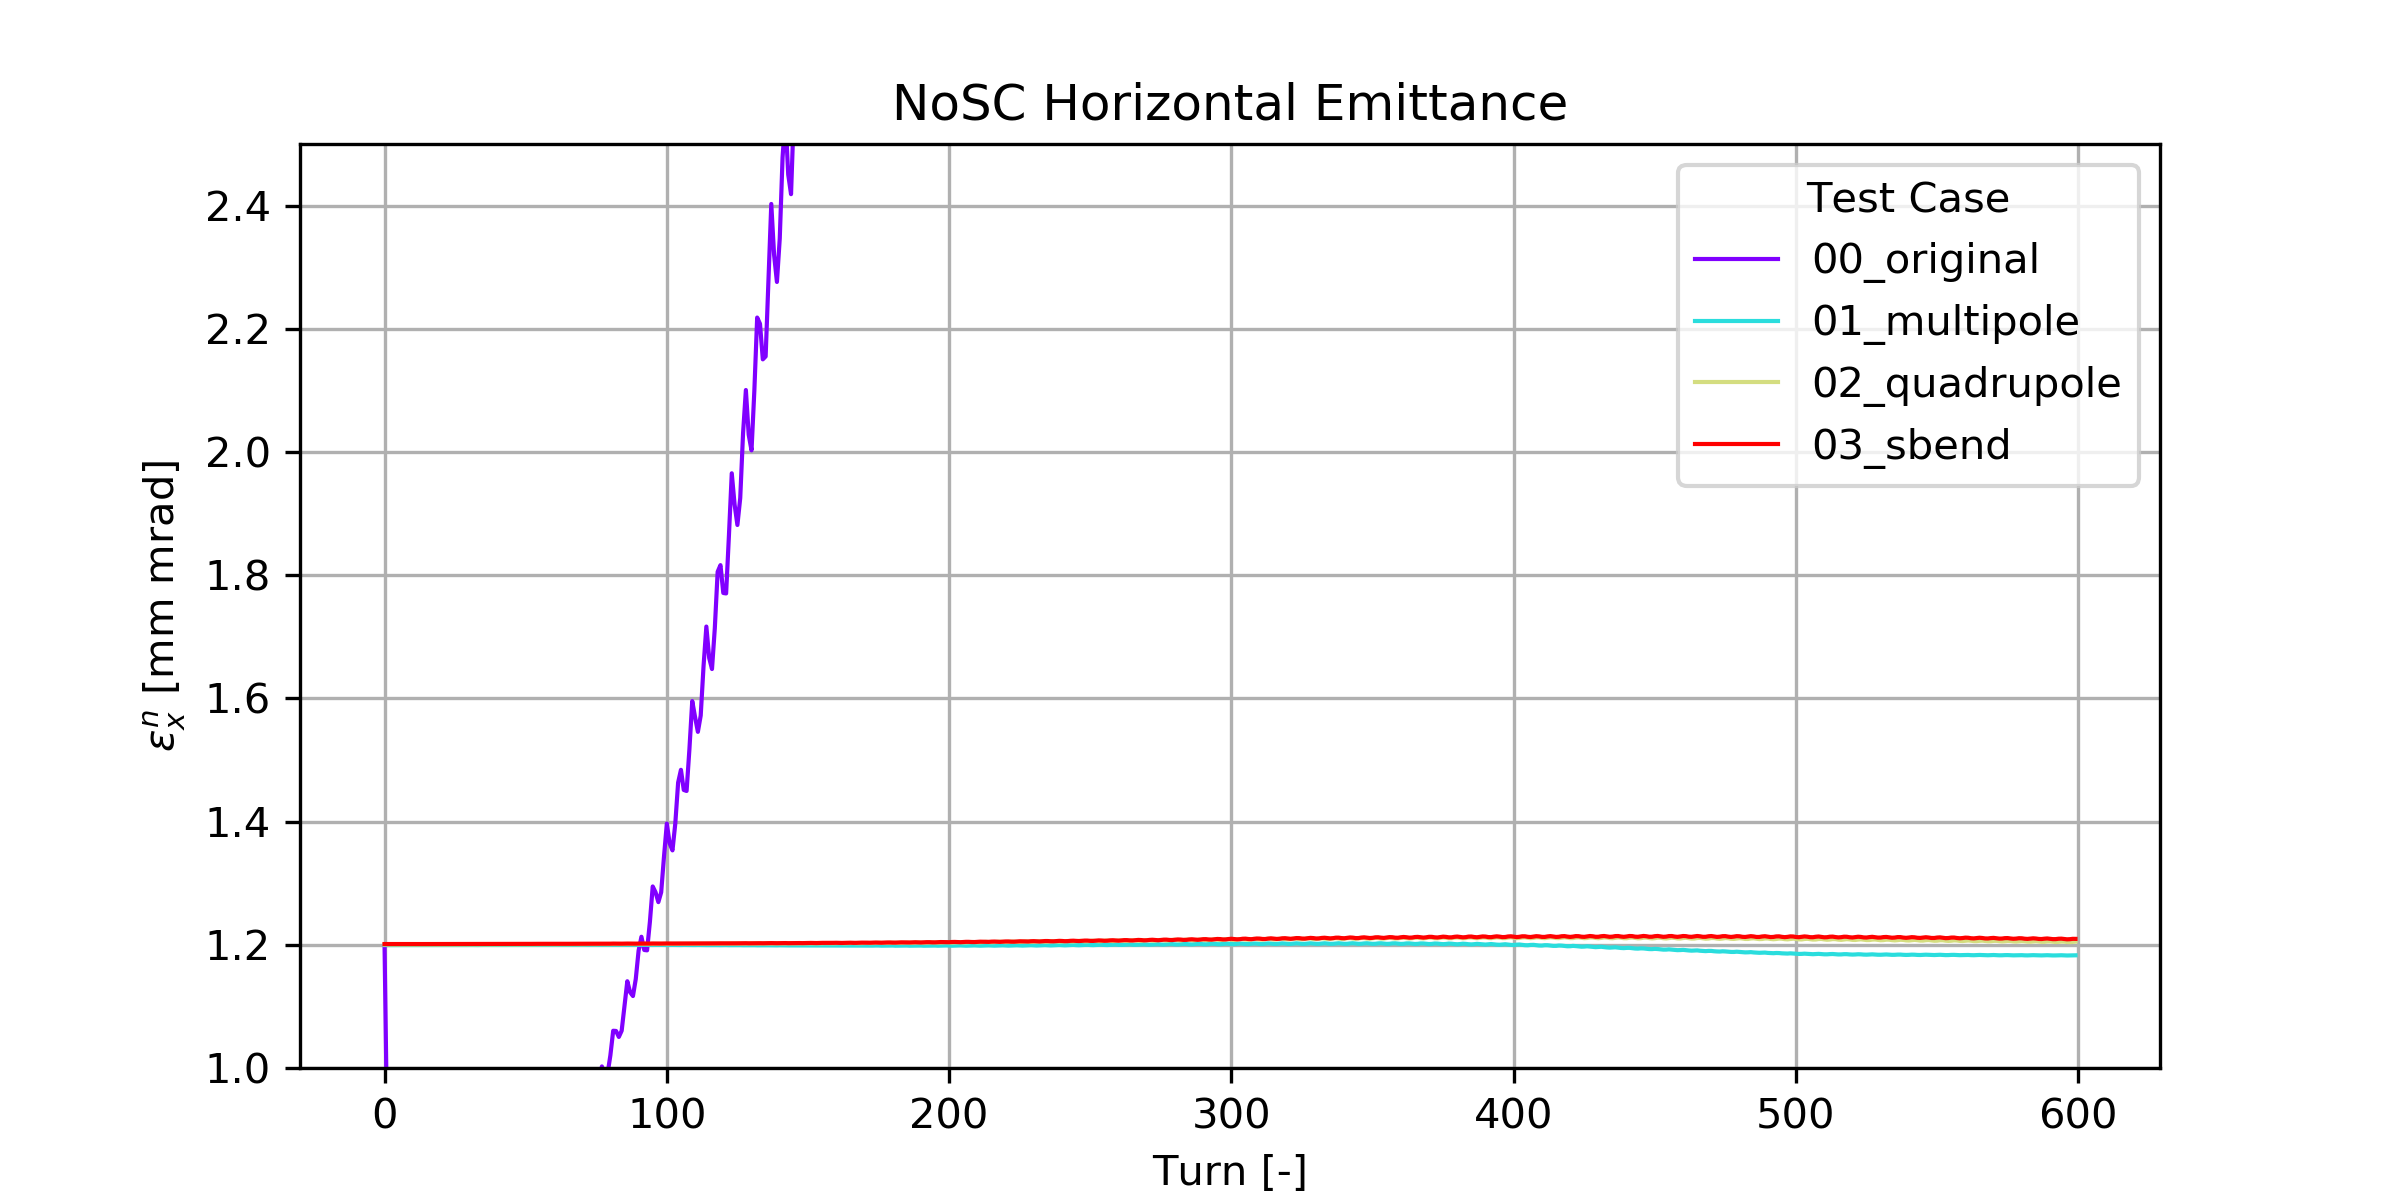 NoSC Horizontal Emittance
Test Case
00_original
01_multipole
02_quadrupole
03_sbend
2.4
2.2
2.0
1.8
1.6
1.4
1.2
1.0
ε_x^n [mm mrad]
0 100 200 300 400 500 600
Turn [-]